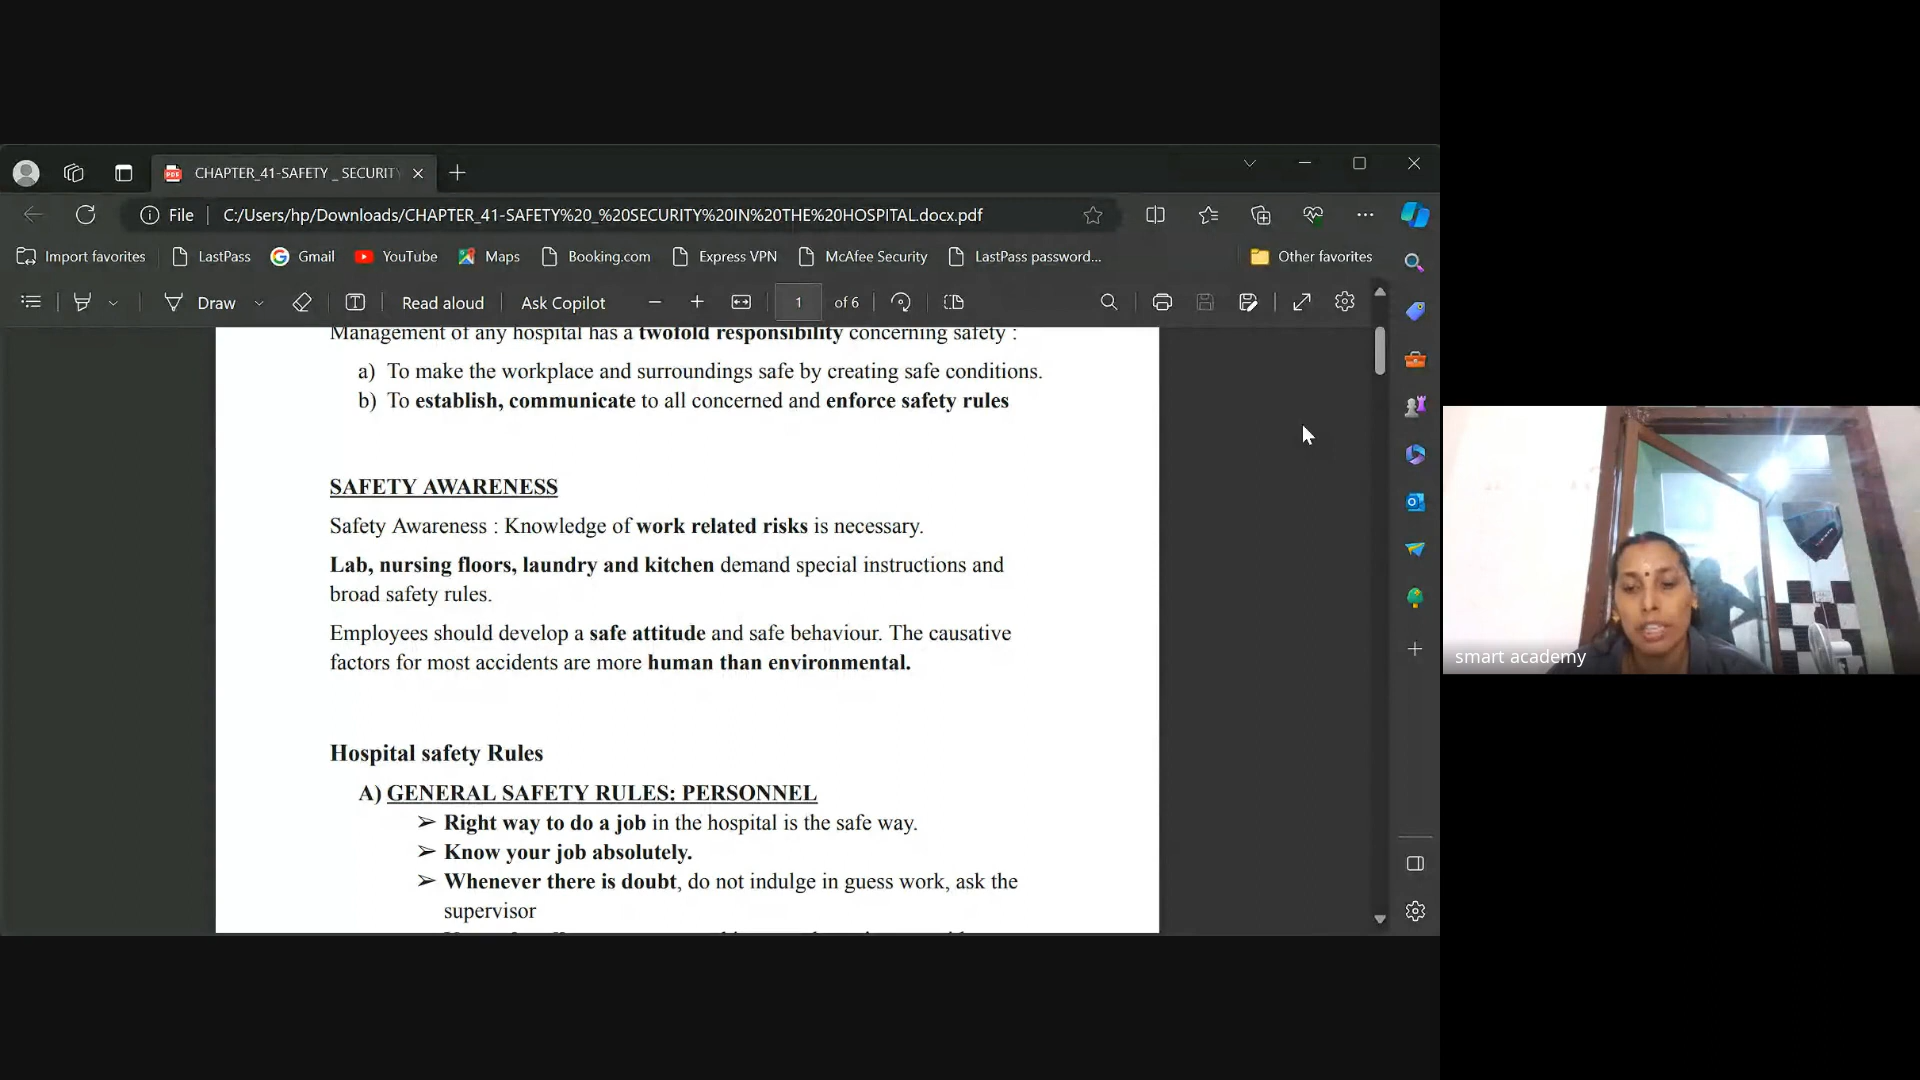 CHAPTER_41-SAFETY _ SECURIT
File
C:/Users/hp/Downloads/CHAPTER_41-SAFETY%20_%20SECURITY%20IN%20THE%20HOSPITAL.docx.pdf
Import favorites LastPass Gmail YouTube Maps Booking.com Express VPN McAfee Security LastPass password... Other favorites
Draw Read aloud Ask Copilot 1 of 6
Management of any hospital has a twofold responsibility concerning safety :
a) To make the workplace and surroundings safe by creating safe conditions.
b) To establish, communicate to all concerned and enforce safety rules
SAFETY AWARENESS
Safety Awareness : Knowledge of work related risks is necessary.
Lab, nursing floors, laundry and kitchen demand special instructions and
broad safety rules.
Employees should develop a safe attitude and safe behaviour. The causative
factors for most accidents are more human than environmental.
Hospital safety Rules
A) GENERAL SAFETY RULES: PERSONNEL
➢ Right way to do a job in the hospital is the safe way.
➢ Know your job absolutely.
➢ Whenever there is doubt, do not indulge in guess work, ask the
supervisor
smart academy